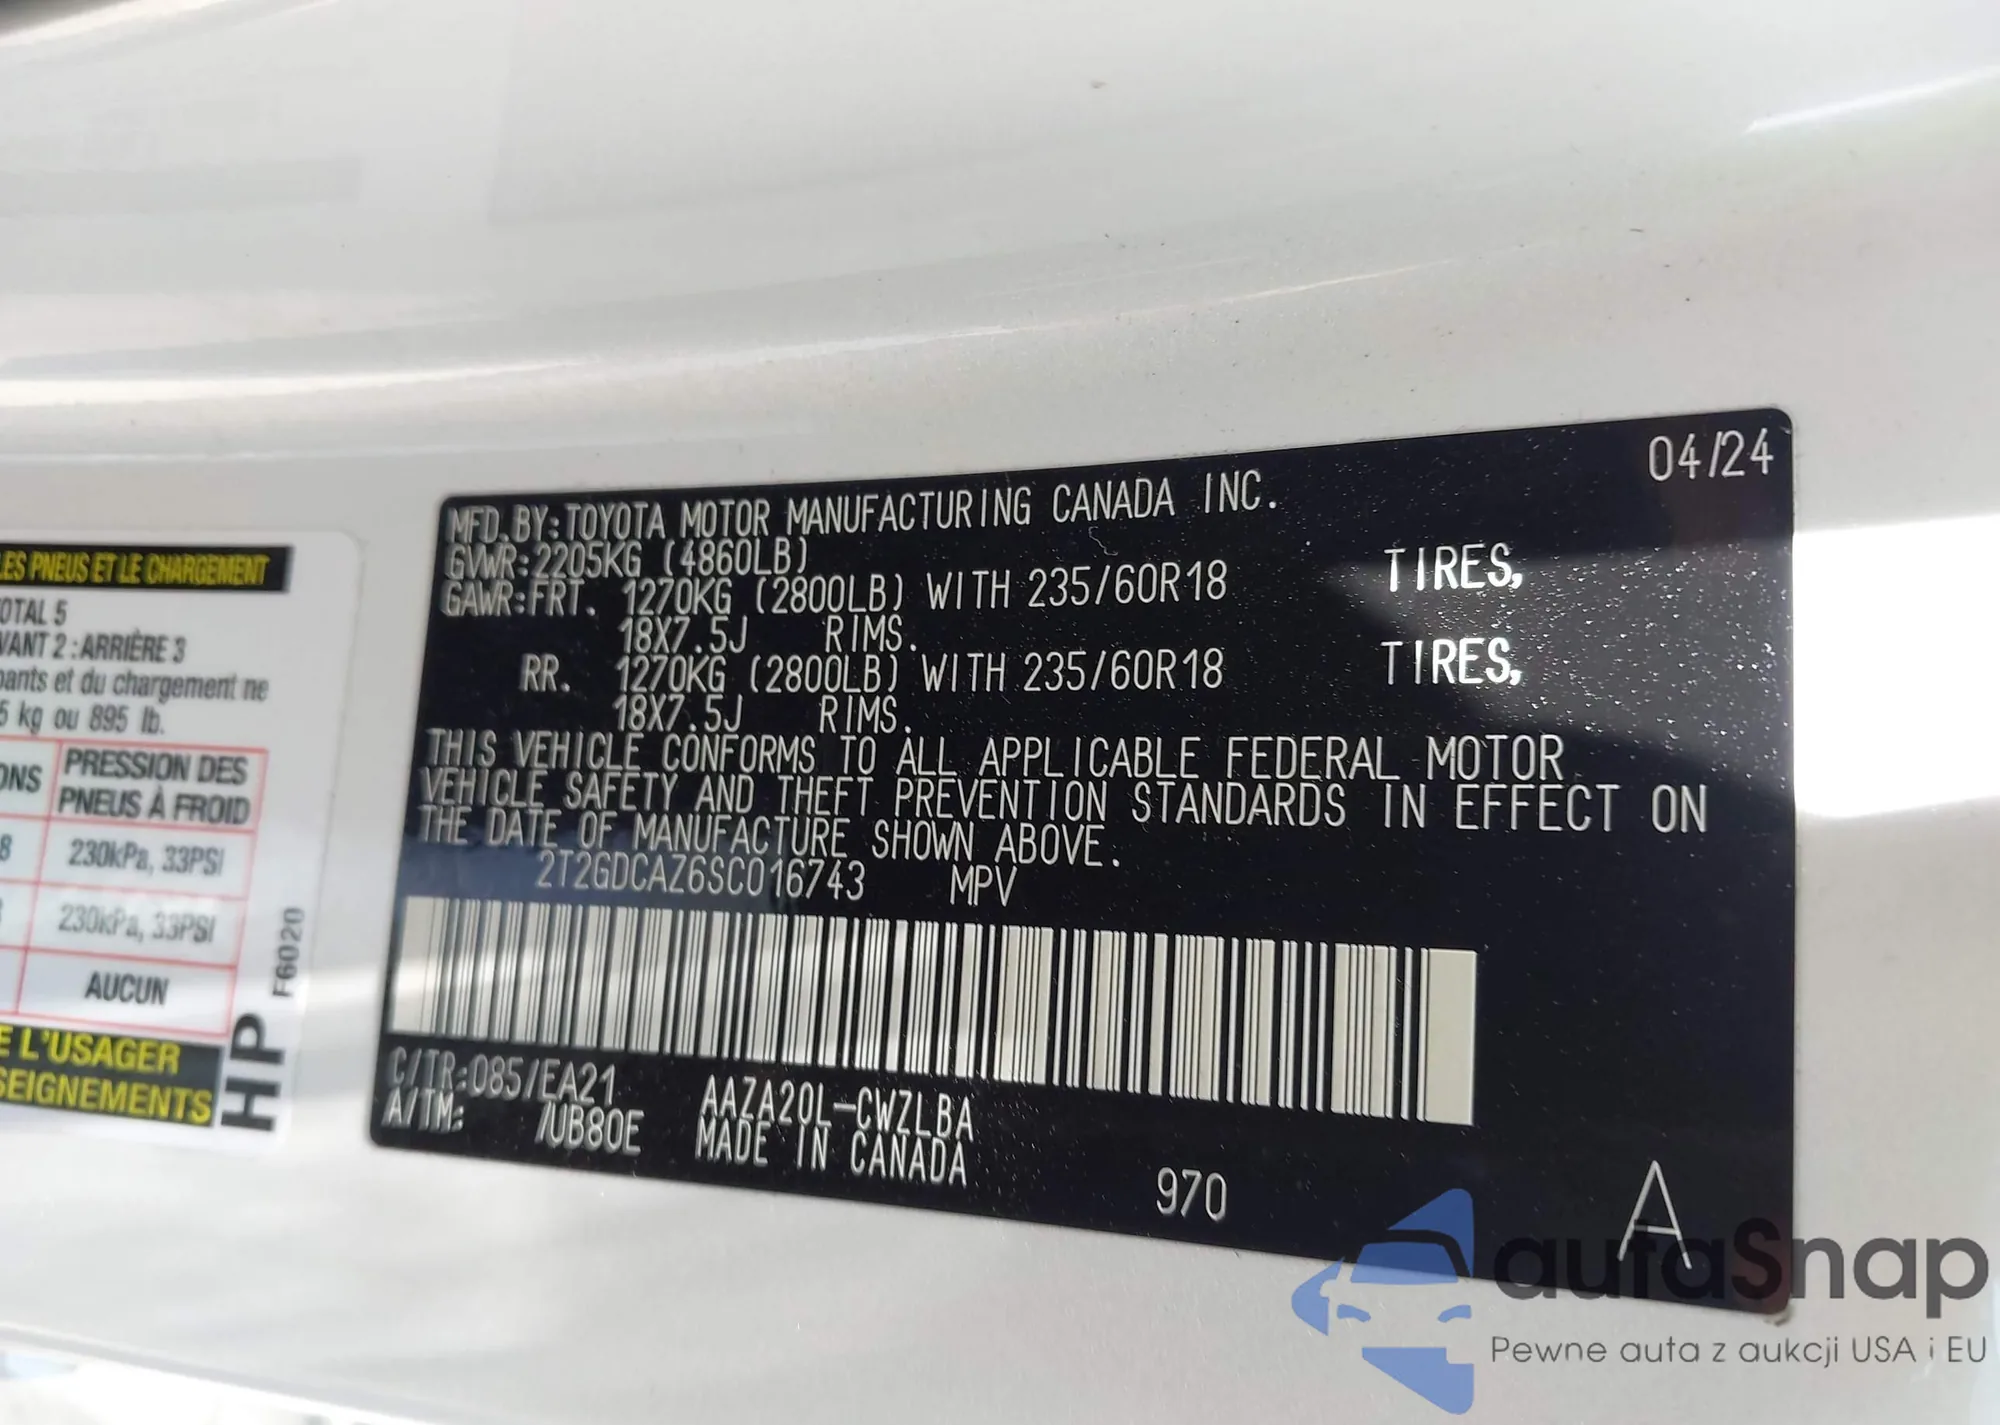 LES PNEUS ET LE CHARGEMENT
TOTAL 5
AVANT 2 : ARRIÈRE 3
pants et du chargement ne
5 kg ou 895 lb.
ONS PRESSION DES
PNEUS À FROID
8 230kPa, 33PSI
230kPa, 33PSI
AUCUN
E L'USAGER
SEIGNEMENTS
HP F6020
04/24
MFD.BY:TOYOTA MOTOR MANUFACTURING CANADA INC.
GVWR:2205KG (4860LB)
GAWR:FRT. 1270KG (2800LB) WITH 235/60R18 TIRES,
18X7.5J RIMS.
RR. 1270KG (2800LB) WITH 235/60R18 TIRES,
18X7.5J RIMS.
THIS VEHICLE CONFORMS TO ALL APPLICABLE FEDERAL MOTOR
VEHICLE SAFETY AND THEFT PREVENTION STANDARDS IN EFFECT ON
THE DATE OF MANUFACTURE SHOWN ABOVE.
2T2GDCAZ6SC016743 MPV
C/TR:085/EA21 AAZA20L-CWZLBA
A/TM: /UB80E MADE IN CANADA
970
A
autaSnap
Pewne auta z aukcji USA i EU